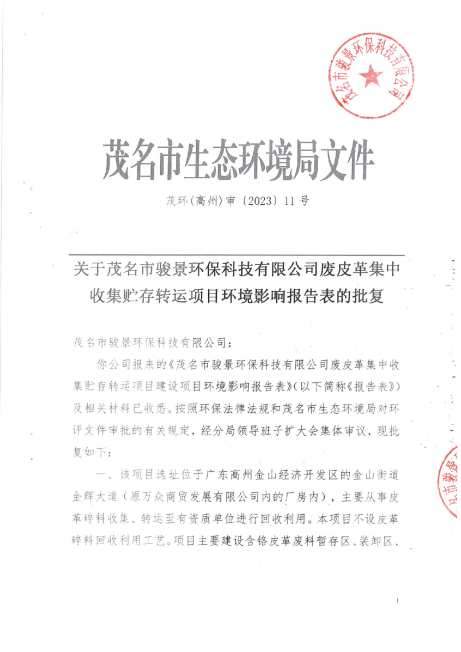 茂名市骏景环保科技有限公司
茂名市生态环境局文件
茂环(高州)审〔2023〕11号
关于茂名市骏景环保科技有限公司废皮革集中
收集贮存转运项目环境影响报告表的批复
茂名市骏景环保科技有限公司：
你公司报来的《茂名市骏景环保科技有限公司废皮革集中收
集贮存转运项目建设项目环境影响报告表》(以下简称《报告表》)
及相关材料已收悉。按照环保法律法规和茂名市生态环境局对环
评文件审批的有关规定，经分局领导班子扩大会集体审议，现批
复如下：
一、该项目选址位于广东高州金山经济开发区的金山街道
金辉大道（原万众商贸发展有限公司内的厂房内），主要从事皮
革碎料收集、转运至有资质单位进行回收利用。本项目不设皮革
碎料回收利用工艺。项目主要建设含铬皮革废料暂存区、装卸区、
1